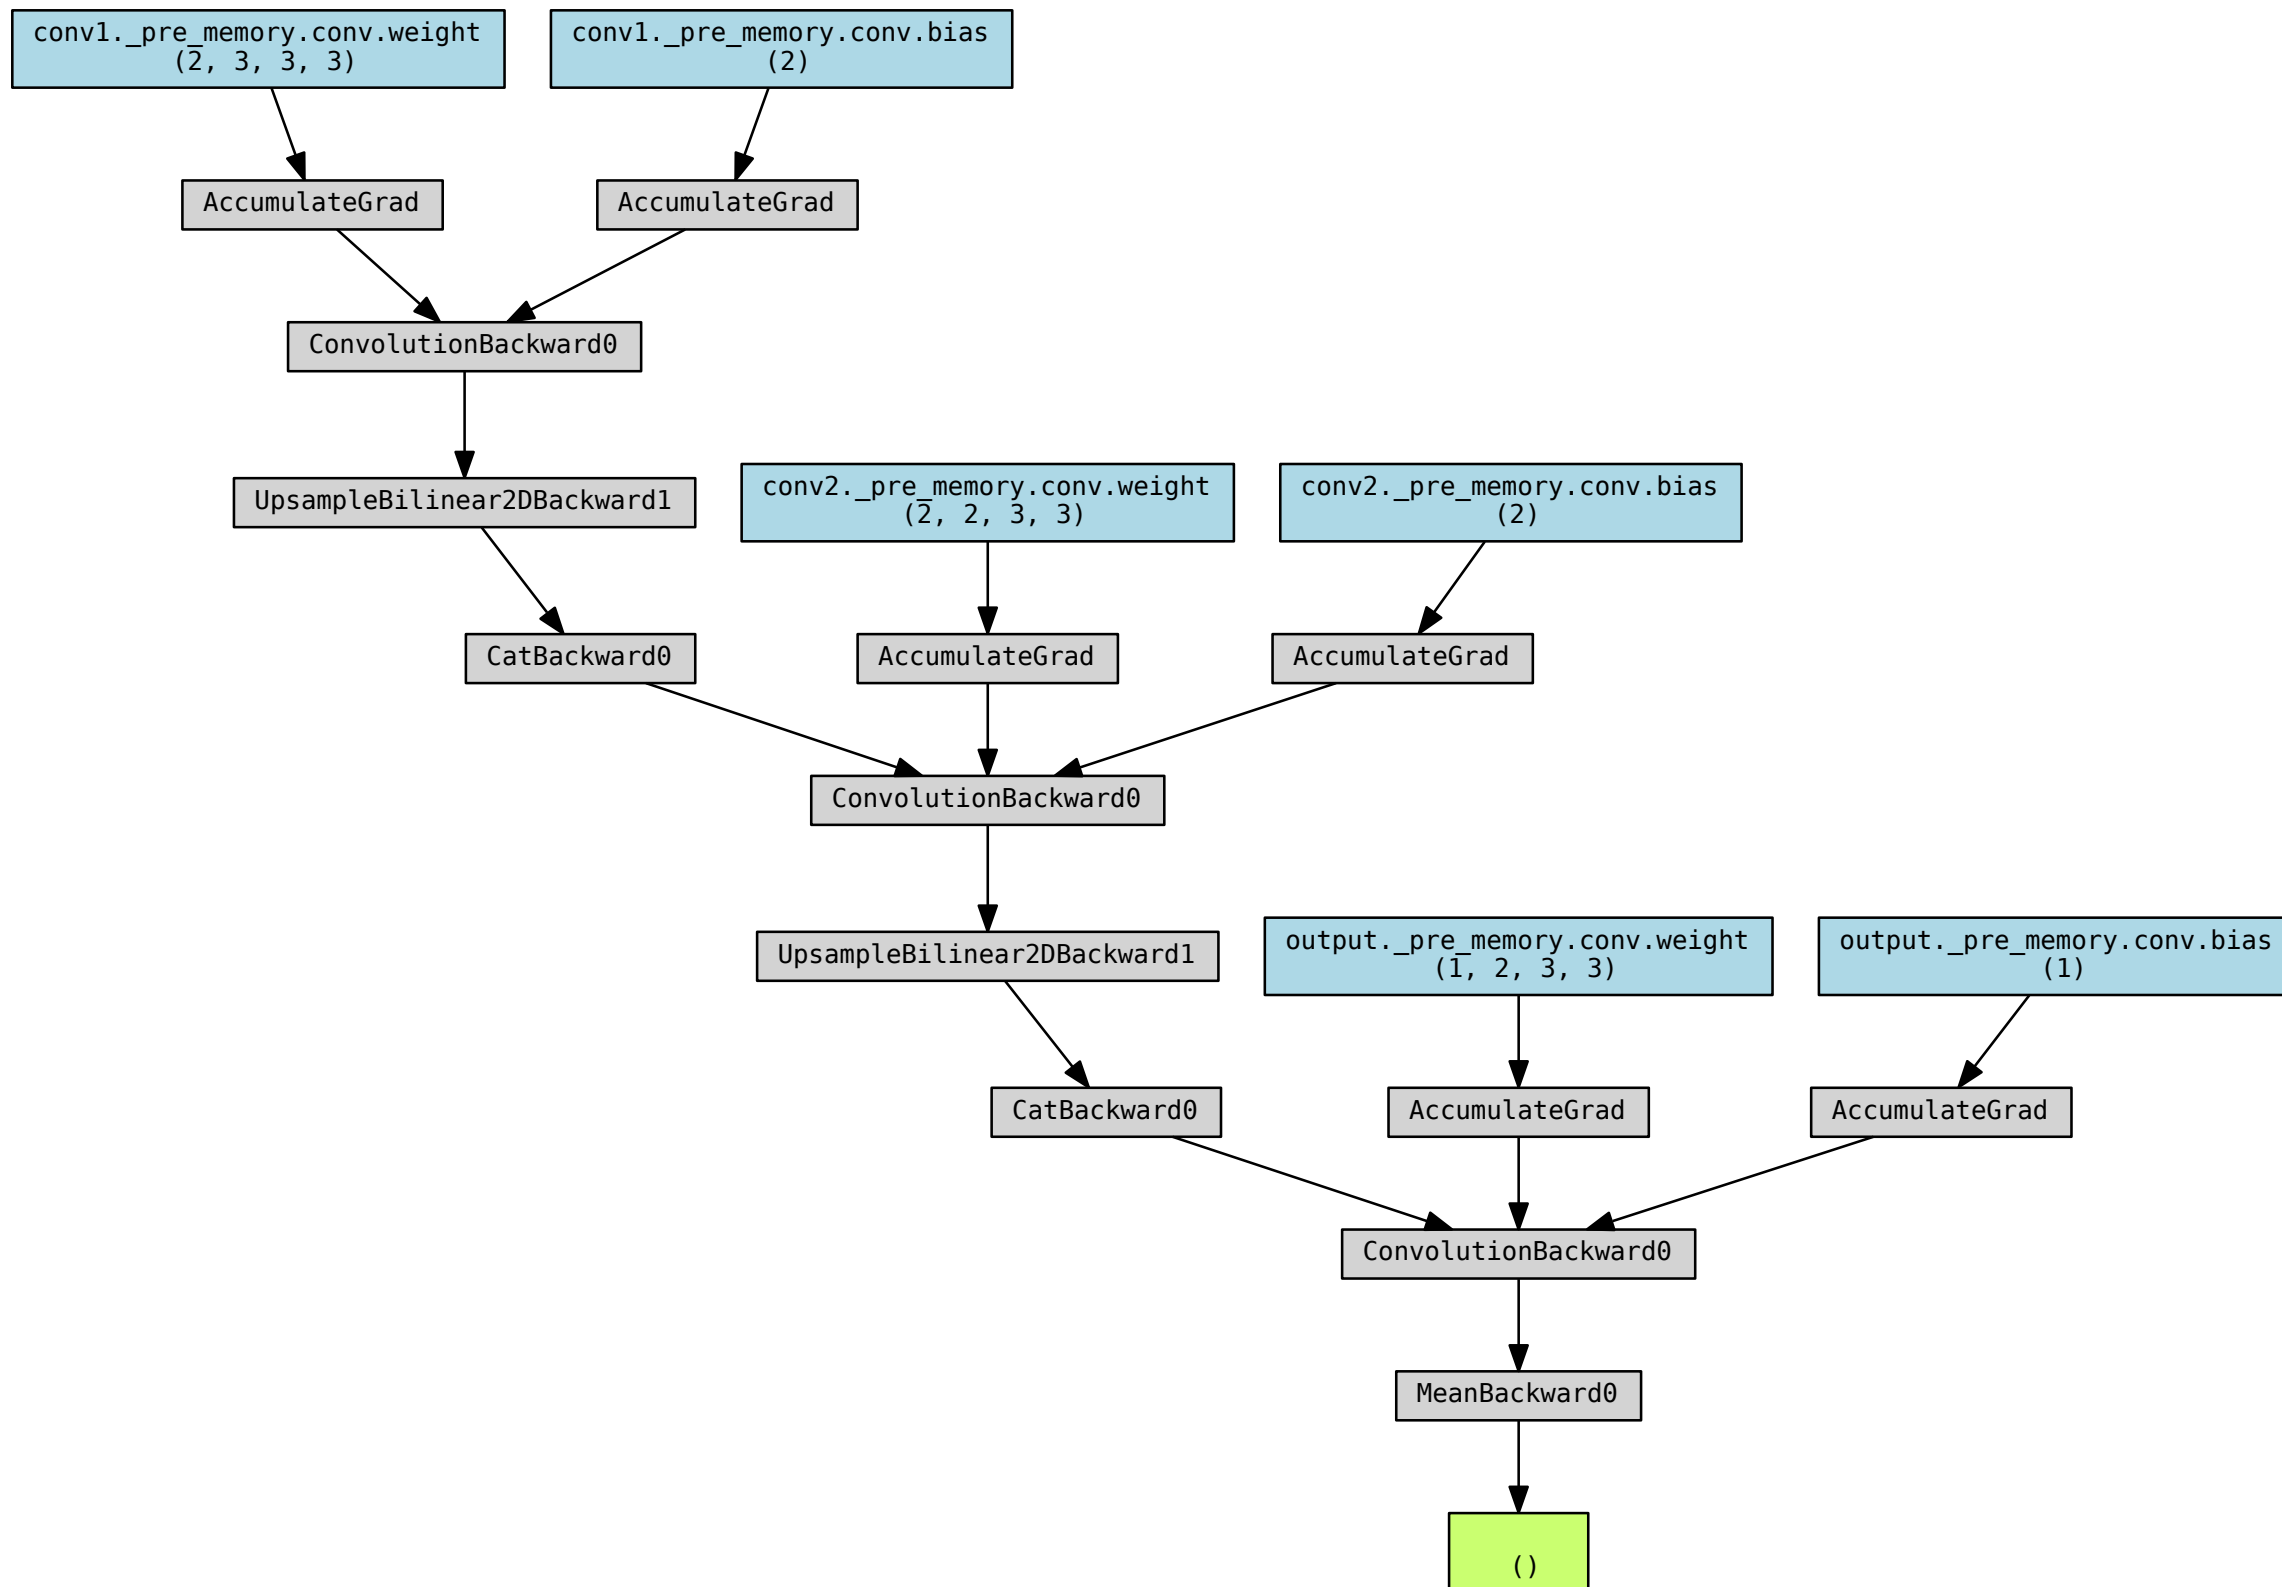 conv1._pre_memory.conv.weight
(2, 3, 3, 3)
conv1._pre_memory.conv.bias
(2)
AccumulateGrad
AccumulateGrad
ConvolutionBackward0
UpsampleBilinear2DBackward1
conv2._pre_memory.conv.weight
(2, 2, 3, 3)
conv2._pre_memory.conv.bias
(2)
CatBackward0
AccumulateGrad
AccumulateGrad
ConvolutionBackward0
UpsampleBilinear2DBackward1
output._pre_memory.conv.weight
(1, 2, 3, 3)
output._pre_memory.conv.bias
(1)
CatBackward0
AccumulateGrad
AccumulateGrad
ConvolutionBackward0
MeanBackward0
()